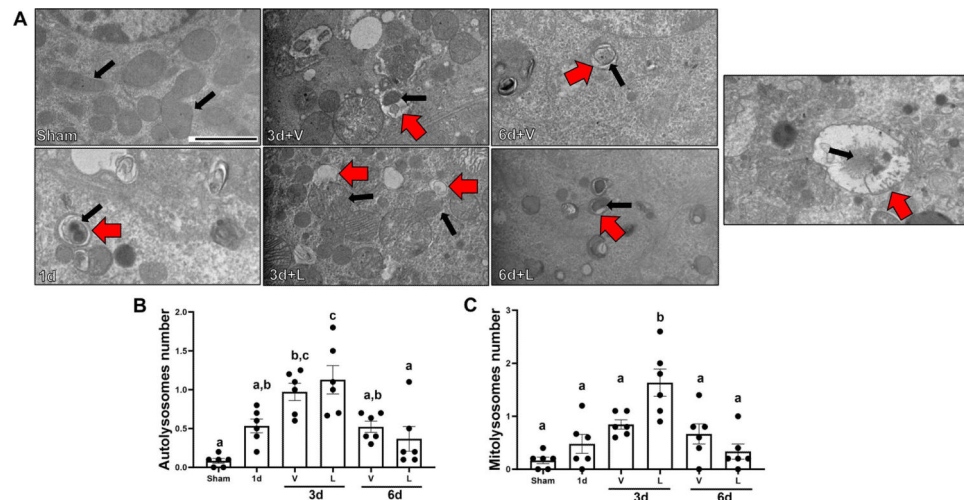 A
Sham
3d+V
6d+V
1d
3d+L
6d+L
B
Autolysosomes number
2.0
1.5
1.0
0.5
0.0
a
a,b
b,c
c
a,b
a
Sham
1d
V
L
V
L
3d
6d
C
Mitolysosomes number
3
2
1
0
a
a
a
b
a
a
Sham
1d
V
L
V
L
3d
6d